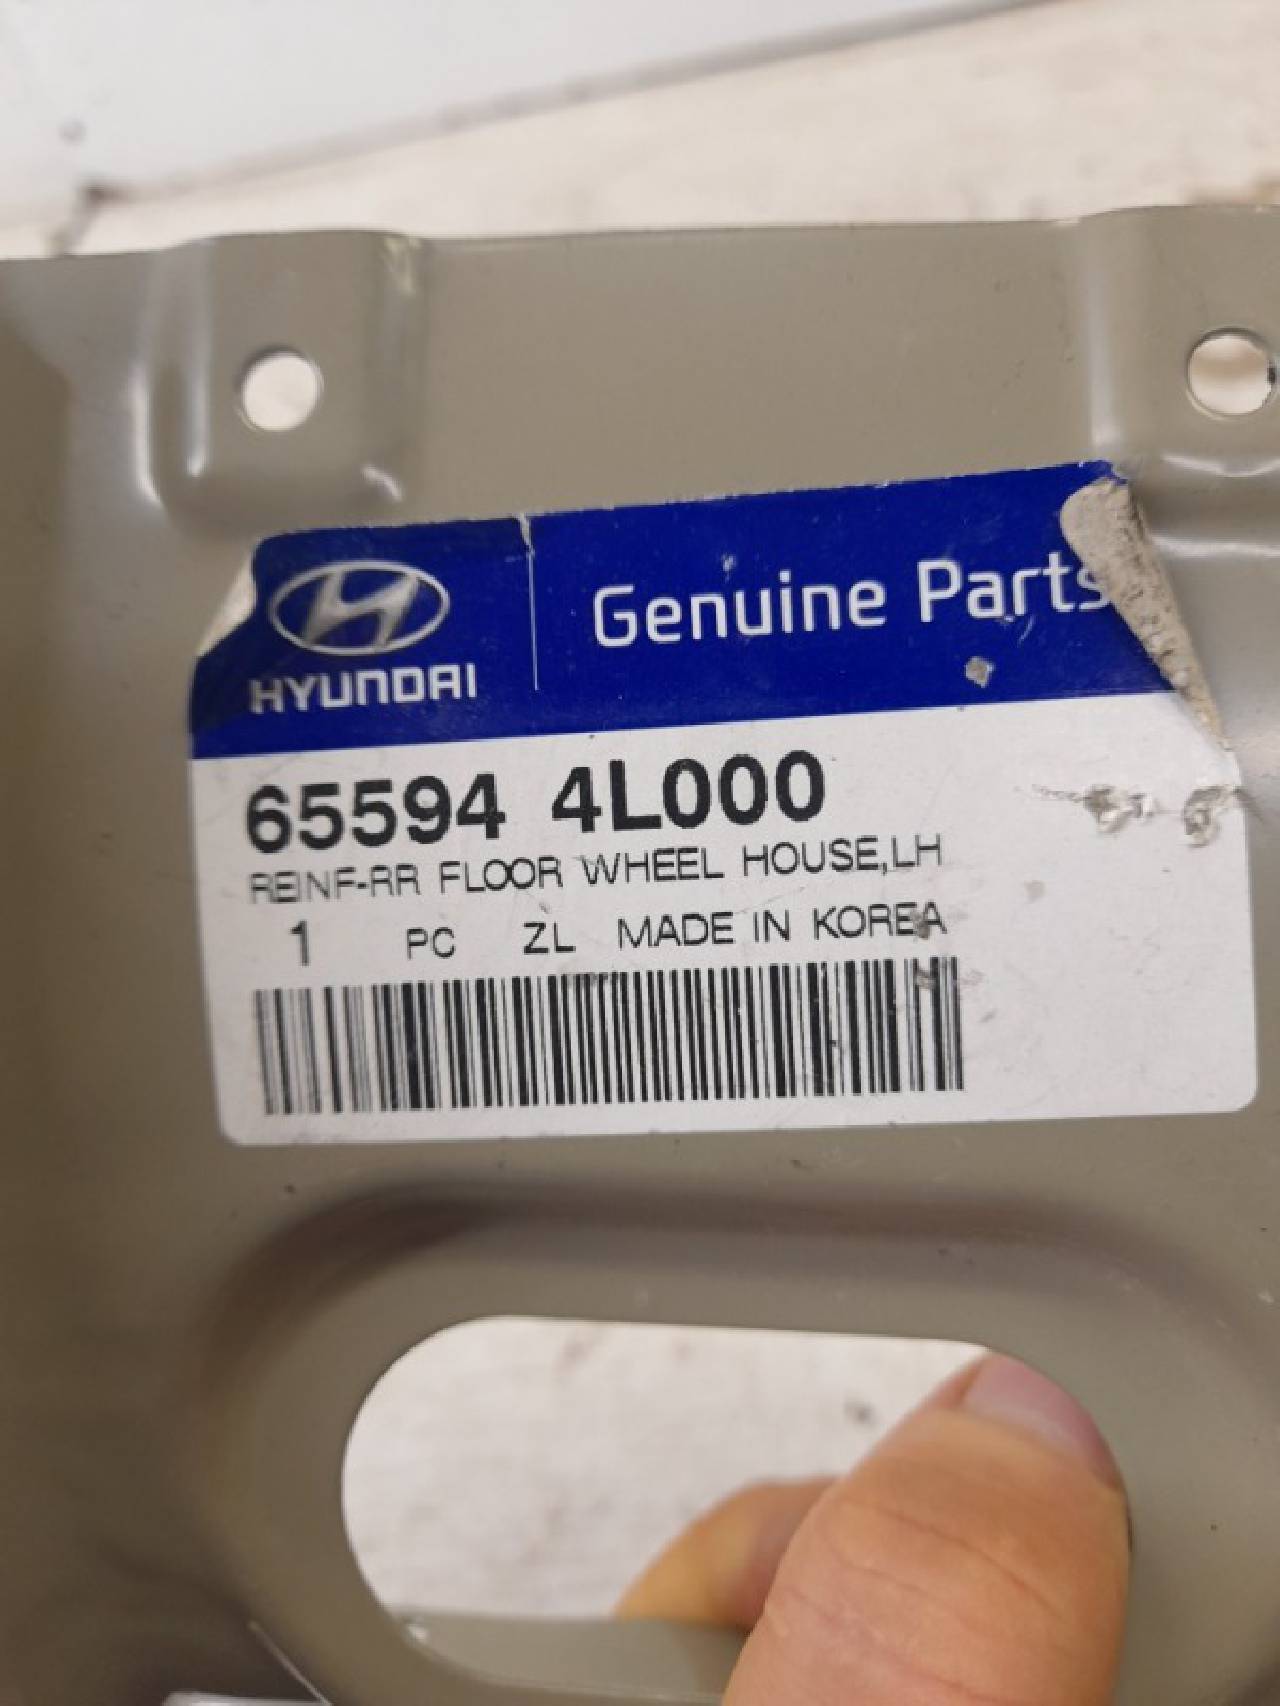 HYUNDAI
Genuine Parts
65594 4L000
REINF-RR FLOOR WHEEL HOUSE,LH
1 PC ZL MADE IN KOREA